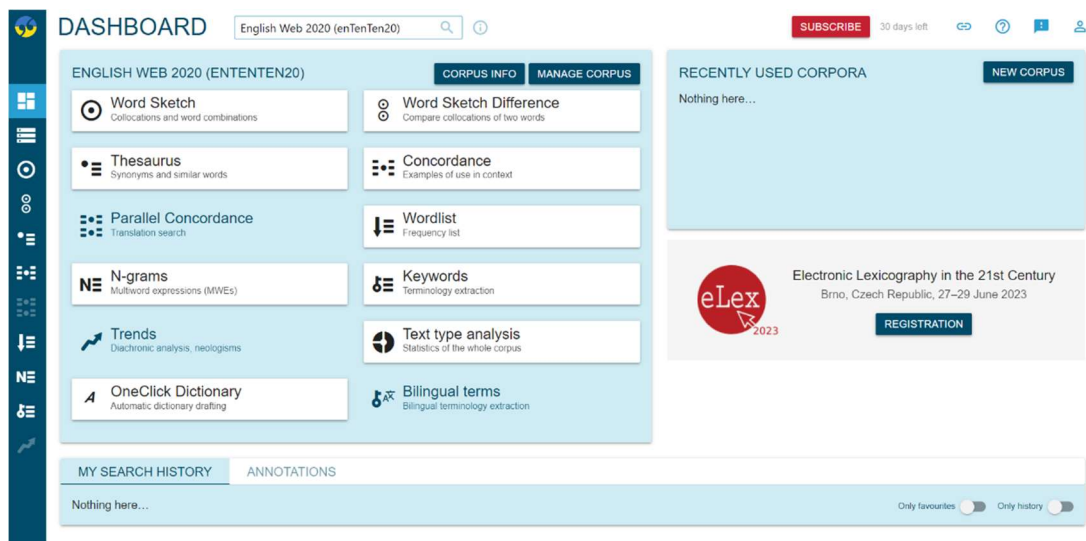 DASHBOARD
English Web 2020 (enTenTen20)
SUBSCRIBE
30 days left
ENGLISH WEB 2020 (ENTENTEN20)
CORPUS INFO
MANAGE CORPUS
Word Sketch
Collocations and word combinations
Word Sketch Difference
Compare collocations of two words
Thesaurus
Synonyms and similar words
Concordance
Examples of use in context
Parallel Concordance
Translation search
Wordlist
Frequency list
N-grams
Multiword expressions (MWEs)
Keywords
Terminology extraction
Trends
Diachronic analysis, neologisms
Text type analysis
Statistics of the whole corpus
OneClick Dictionary
Automatic dictionary drafting
Bilingual terms
Bilingual terminology extraction
RECENTLY USED CORPORA
NEW CORPUS
Nothing here...
eLex
2023
Electronic Lexicography in the 21st Century
Brno, Czech Republic, 27–29 June 2023
REGISTRATION
MY SEARCH HISTORY
ANNOTATIONS
Nothing here...
Only favourites
Only history